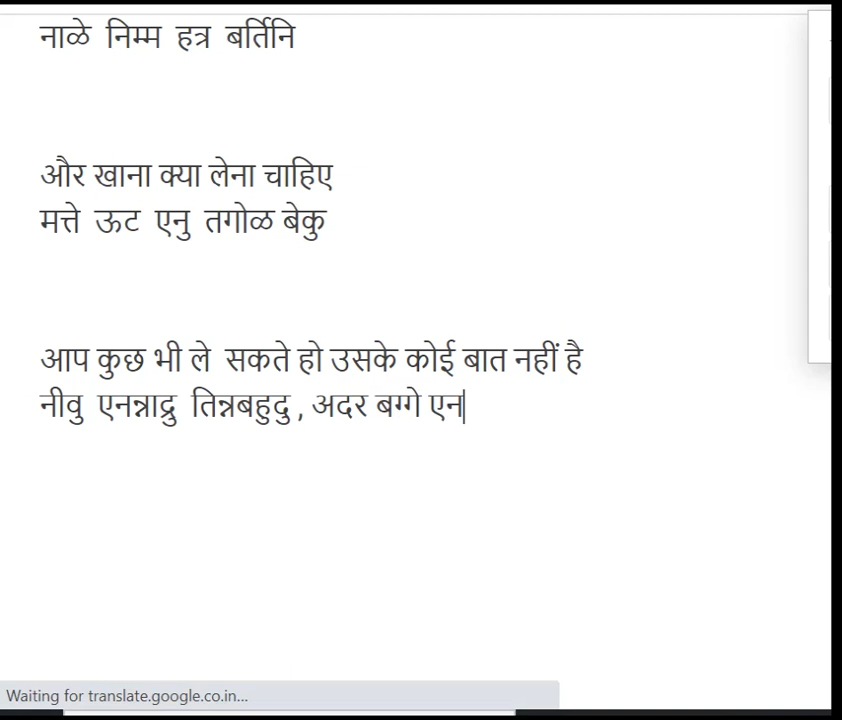 नाळे निम्म हत्र बर्तिनि
और खाना क्या लेना चाहिए
मत्ते ऊट एनु तगोळ बेकु
आप कुछ भी ले सकते हो उसके कोई बात नहीं है
नीवु एनन्नाद्रु तिन्नबहुदु , अदर बग्गे एन
Waiting for translate.google.co.in...